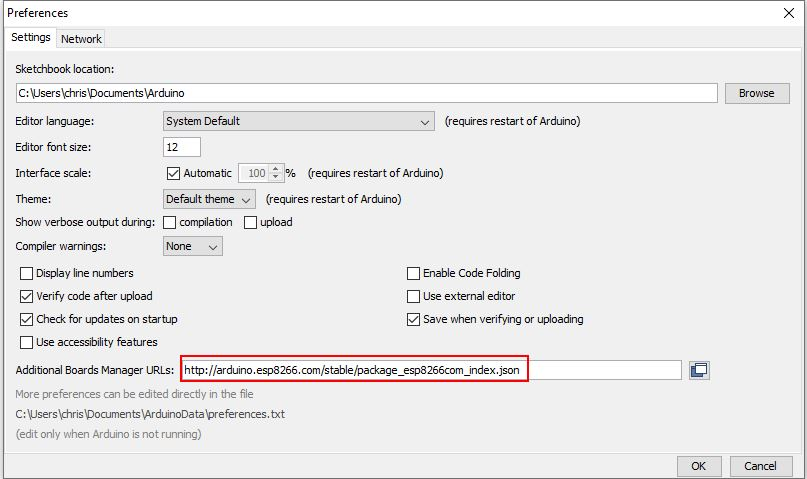 Preferences
Settings Network
Sketchbook location:
C:\Users\chris\Documents\Arduino Browse
Editor language: System Default (requires restart of Arduino)
Editor font size: 12
Interface scale: Automatic 100 % (requires restart of Arduino)
Theme: Default theme (requires restart of Arduino)
Show verbose output during: compilation upload
Compiler warnings: None
Display line numbers Enable Code Folding
Verify code after upload Use external editor
Check for updates on startup Save when verifying or uploading
Use accessibility features
Additional Boards Manager URLs: http://arduino.esp8266.com/stable/package_esp8266com_index.json
More preferences can be edited directly in the file
C:\Users\chris\Documents\ArduinoData\preferences.txt
(edit only when Arduino is not running)
OK Cancel